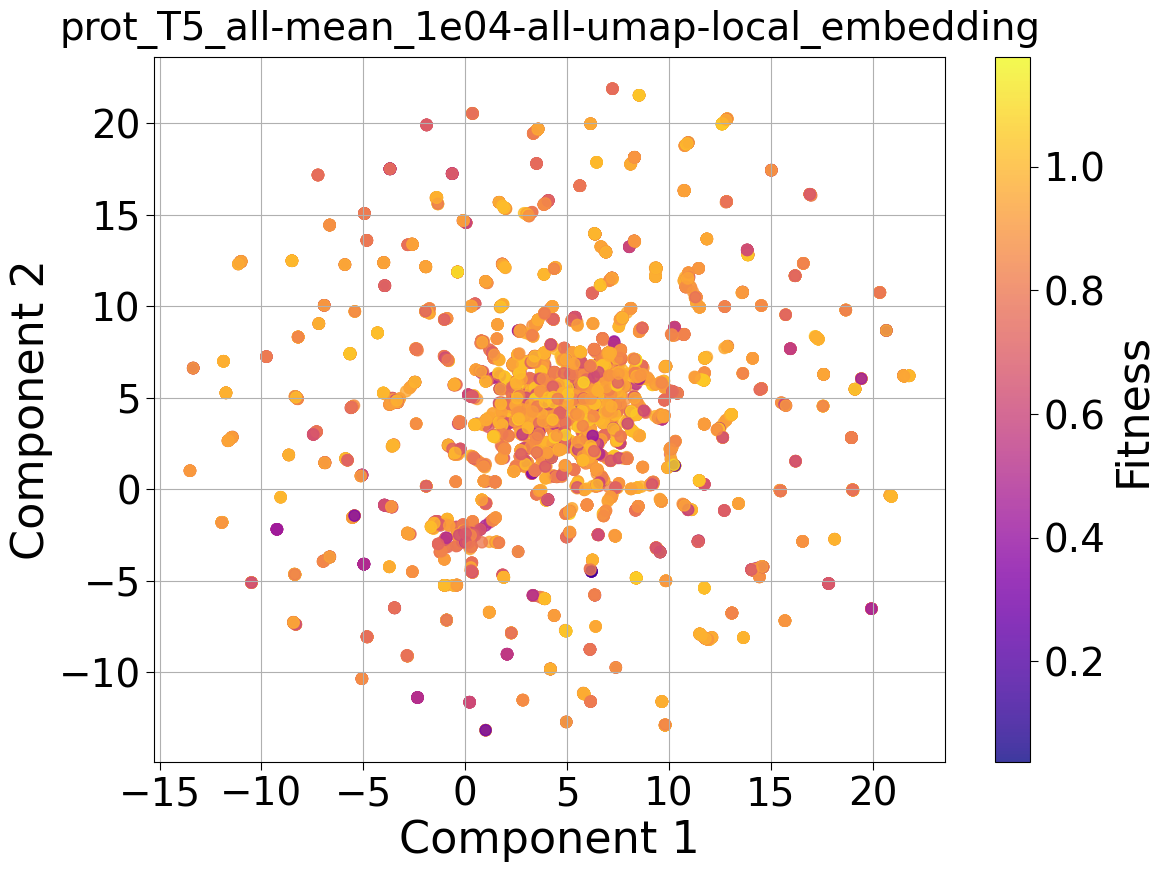 prot_T5_all-mean_1e04-all-umap-local_embedding
20
15
10
5
0
−5
−10
Component 2
−15 −10 −5 0 5 10 15 20
Component 1
1.0
0.8
0.6
0.4
0.2
Fitness